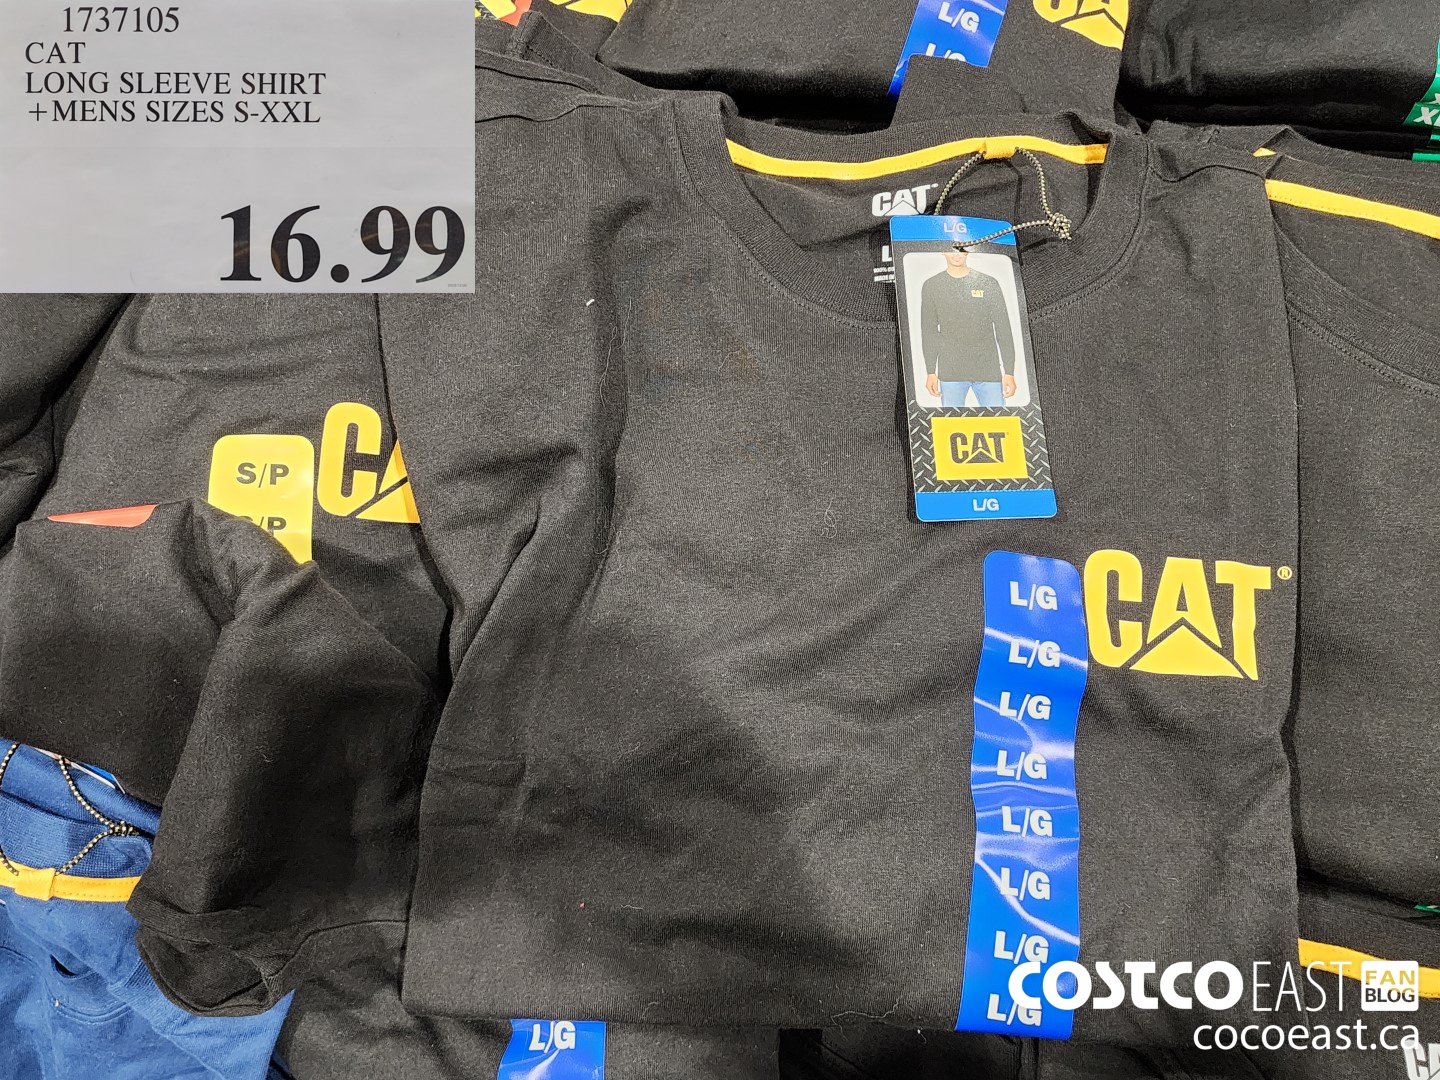 1737105
CAT
LONG SLEEVE SHIRT
+MENS SIZES S-XXL
16.99
L/G
CAT
L/G
CAT
CAT
L/G
S/P
CAT®
L/G
L/G
L/G
L/G
L/G
L/G
L/G
L/G
L/G
COSTCO EAST FAN BLOG
cocoeast.ca